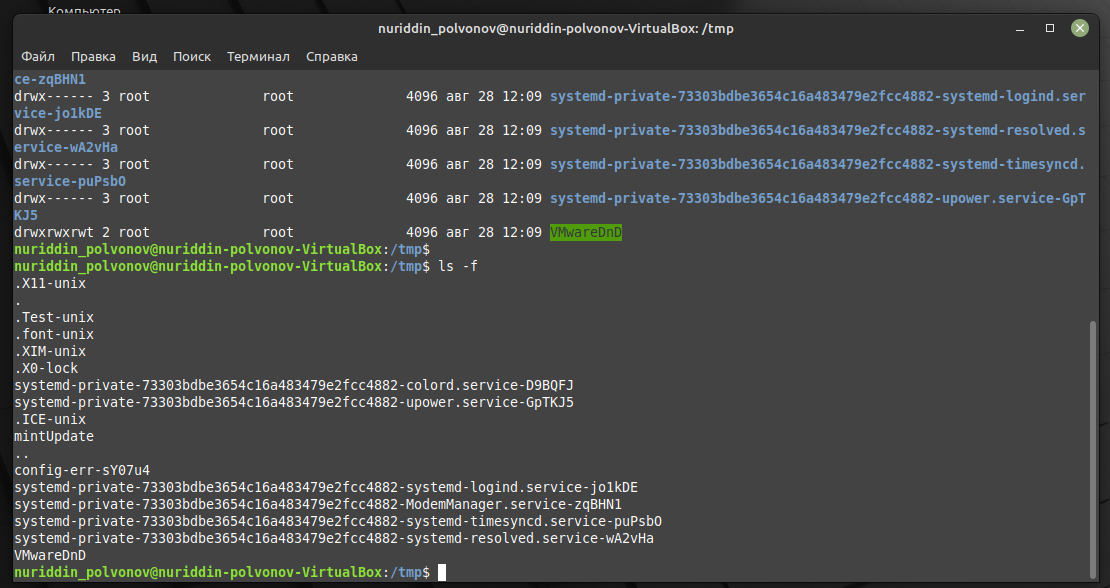 Компьютер
nuriddin_polvonov@nuriddin-polvonov-VirtualBox: /tmp
Файл Правка Вид Поиск Терминал Справка
ce-zqBHN1
drwx------ 3 root root 4096 авг 28 12:09 systemd-private-73303bdbe3654c16a483479e2fcc4882-systemd-logind.ser
vice-jo1kDE
drwx------ 3 root root 4096 авг 28 12:09 systemd-private-73303bdbe3654c16a483479e2fcc4882-systemd-resolved.s
ervice-wA2vHa
drwx------ 3 root root 4096 авг 28 12:09 systemd-private-73303bdbe3654c16a483479e2fcc4882-systemd-timesyncd.
service-puPsbO
drwx------ 3 root root 4096 авг 28 12:09 systemd-private-73303bdbe3654c16a483479e2fcc4882-upower.service-GpT
KJ5
drwxrwxrwt 2 root root 4096 авг 28 12:09 VMwareDnD
nuriddin_polvonov@nuriddin-polvonov-VirtualBox:/tmp$
nuriddin_polvonov@nuriddin-polvonov-VirtualBox:/tmp$ ls -f
.X11-unix
.
.Test-unix
.font-unix
.XIM-unix
.X0-lock
systemd-private-73303bdbe3654c16a483479e2fcc4882-colord.service-D9BQFJ
systemd-private-73303bdbe3654c16a483479e2fcc4882-upower.service-GpTKJ5
.ICE-unix
mintUpdate
..
config-err-sY07u4
systemd-private-73303bdbe3654c16a483479e2fcc4882-systemd-logind.service-jo1kDE
systemd-private-73303bdbe3654c16a483479e2fcc4882-ModemManager.service-zqBHN1
systemd-private-73303bdbe3654c16a483479e2fcc4882-systemd-timesyncd.service-puPsbO
systemd-private-73303bdbe3654c16a483479e2fcc4882-systemd-resolved.service-wA2vHa
VMwareDnD
nuriddin_polvonov@nuriddin-polvonov-VirtualBox:/tmp$